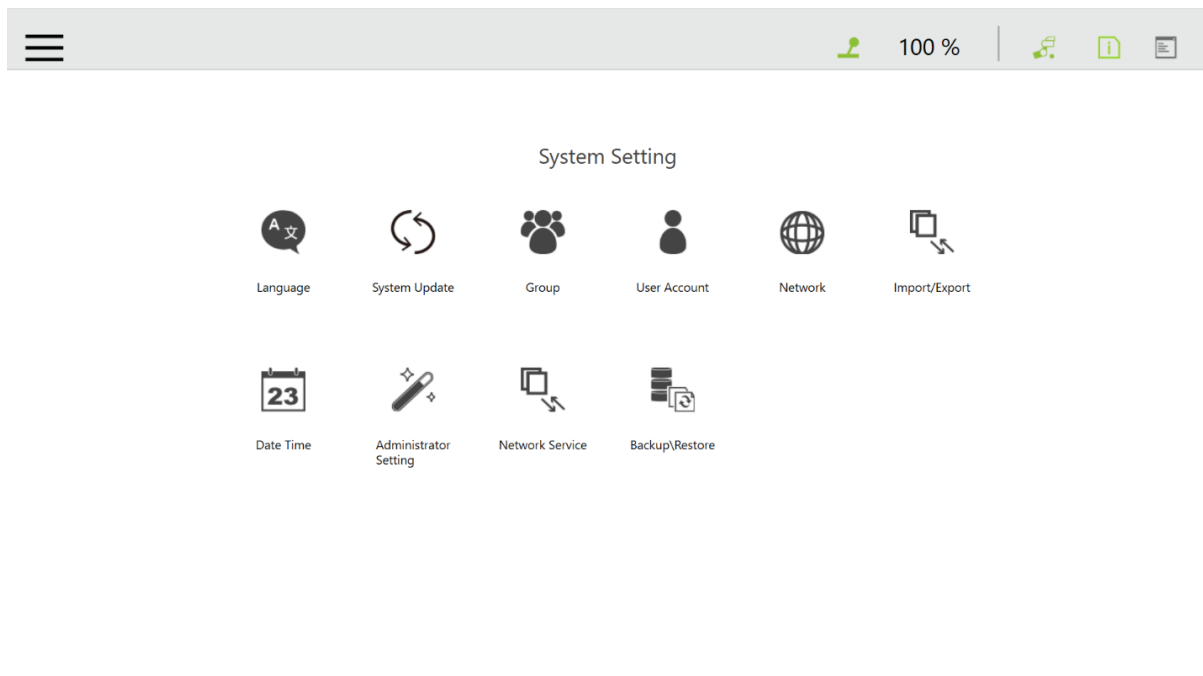 100 %
System Setting
A 文
Language
System Update
Group
User Account
Network
Import/Export
23
Date Time
Administrator
Setting
Network Service
Backup\Restore